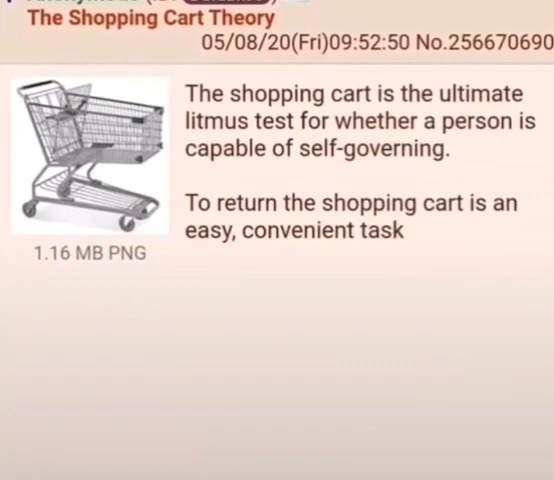 The Shopping Cart Theory
05/08/20(Fri)09:52:50 No.256670690
The shopping cart is the ultimate
litmus test for whether a person is
capable of self-governing.
To return the shopping cart is an
easy, convenient task
1.16 MB PNG